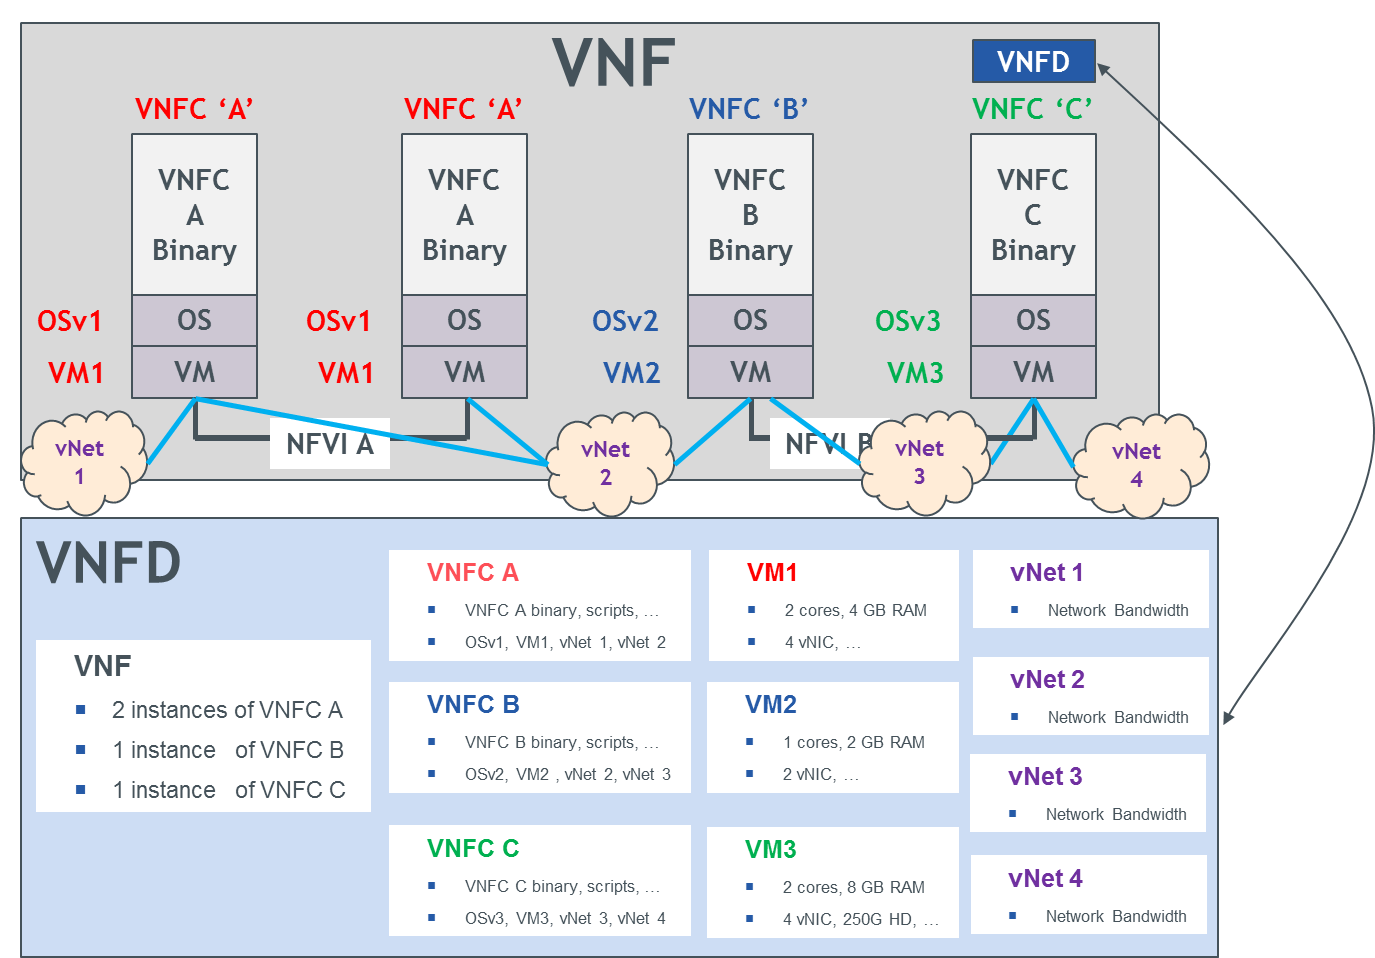 VNF
VNFD
VNFC ‘A’
VNFC ‘A’
VNFC ‘B’
VNFC ‘C’
VNFC
A
Binary
VNFC
A
Binary
VNFC
B
Binary
VNFC
C
Binary
OSv1
OS
OSv1
OS
OSv2
OS
OSv3
OS
VM1
VM
VM1
VM
VM2
VM
VM3
VM
vNet
1
NFVI A
vNet
2
NFVI B
vNet
3
vNet
4
VNFD
VNF
▪ 2 instances of VNFC A
▪ 1 instance of VNFC B
▪ 1 instance of VNFC C
VNFC A
▪ VNFC A binary, scripts, …
▪ OSv1, VM1, vNet 1, vNet 2
VNFC B
▪ VNFC B binary, scripts, …
▪ OSv2, VM2 , vNet 2, vNet 3
VNFC C
▪ VNFC C binary, scripts, …
▪ OSv3, VM3, vNet 3, vNet 4
VM1
▪ 2 cores, 4 GB RAM
▪ 4 vNIC, …
VM2
▪ 1 cores, 2 GB RAM
▪ 2 vNIC, …
VM3
▪ 2 cores, 8 GB RAM
▪ 4 vNIC, 250G HD, …
vNet 1
▪ Network Bandwidth
vNet 2
▪ Network Bandwidth
vNet 3
▪ Network Bandwidth
vNet 4
▪ Network Bandwidth